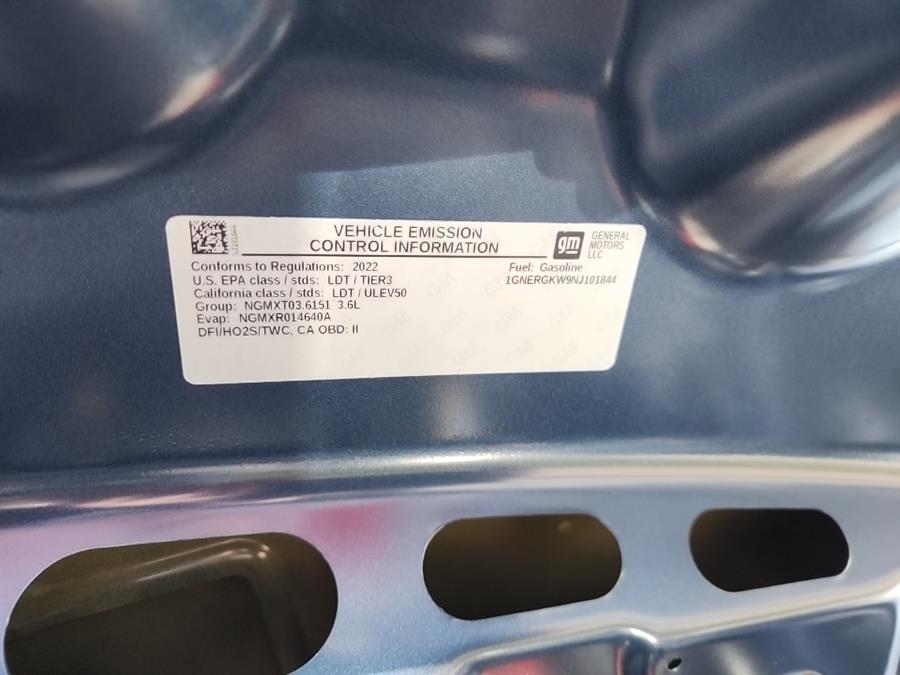 VEHICLE EMISSION
CONTROL INFORMATION
gm
GENERAL
MOTORS
LLC
Conforms to Regulations: 2022
U.S. EPA class / stds: LDT / TIER3
California class / stds: LDT / ULEV50
Group: NGMXT03.6151 3.6L
Evap: NGMXR014640A
DFI/HO2S/TWC, CA OBD: II
Fuel: Gasoline
1GNERGKW9NJ101844